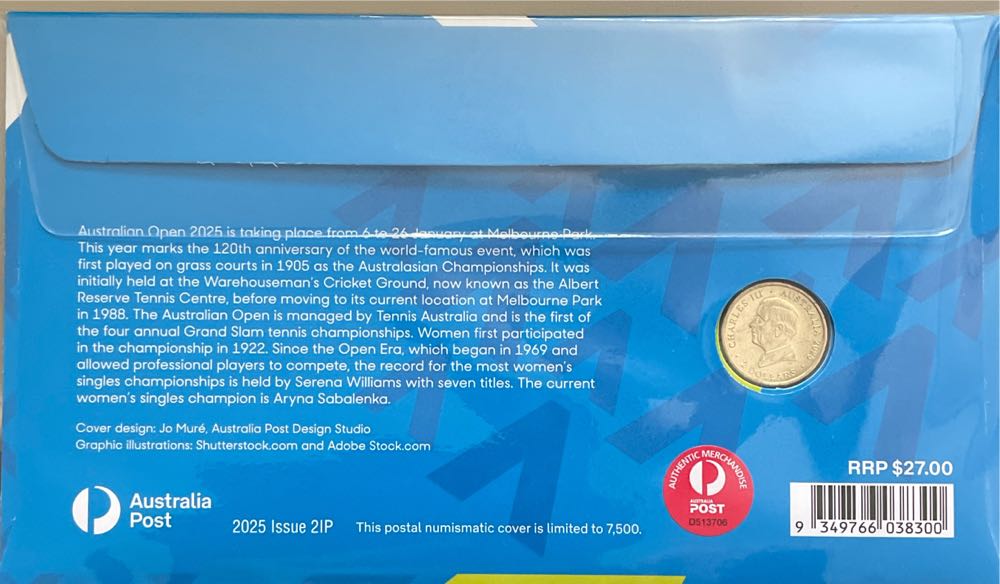 Australian Open 2025 is taking place from 6 to 26 January at Melbourne Park.
This year marks the 120th anniversary of the world-famous event, which was
first played on grass courts in 1905 as the Australasian Championships. It was
initially held at the Warehouseman's Cricket Ground, now known as the Albert
Reserve Tennis Centre, before moving to its current location at Melbourne Park
in 1988. The Australian Open is managed by Tennis Australia and is the first of
the four annual Grand Slam tennis championships. Women first participated
in the championship in 1922. Since the Open Era, which began in 1969 and
allowed professional players to compete, the record for the most women's
singles championships is held by Serena Williams with seven titles. The current
women's singles champion is Aryna Sabalenka.
Cover design: Jo Muré, Australia Post Design Studio
Graphic illustrations: Shutterstock.com and Adobe Stock.com
CHARLES III • AUSTRALIA
2 DOLLARS
AUTHENTIC MERCHANDISE
AUSTRALIA
POST
D513706
RRP $27.00
9 349766 038300
Australia
Post
2025 Issue 2IP
This postal numismatic cover is limited to 7,500.